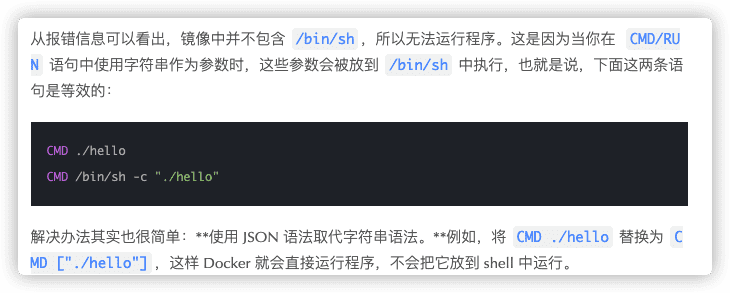 从报错信息可以看出，镜像中并不包含 /bin/sh，所以无法运行程序。这是因为当你在 CMD/RU
N 语句中使用字符串作为参数时，这些参数会被放到 /bin/sh 中执行，也就是说，下面这两条语
句是等效的：
CMD ./hello
CMD /bin/sh -c "./hello"
解决办法其实也很简单：**使用 JSON 语法取代字符串语法。**例如，将 CMD ./hello 替换为 C
MD ["./hello"]，这样 Docker 就会直接运行程序，不会把它放到 shell 中运行。